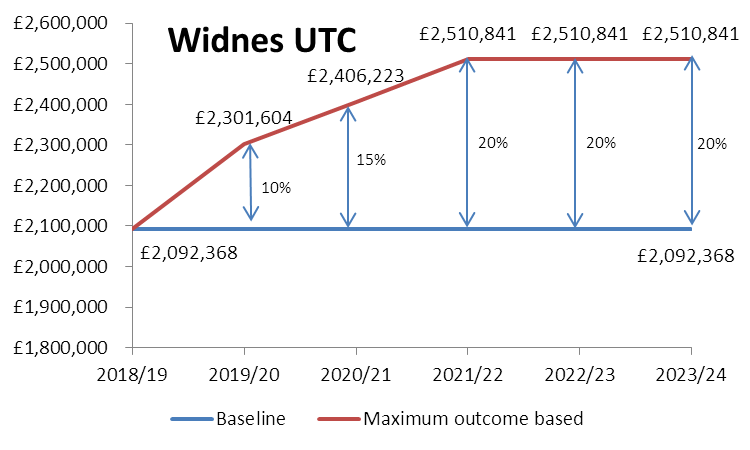 Widnes UTC
£2,600,000
£2,500,000
£2,400,000
£2,300,000
£2,200,000
£2,100,000
£2,000,000
£1,900,000
£1,800,000
£2,510,841 £2,510,841 £2,510,841
£2,406,223
£2,301,604
10% 15% 20% 20% 20%
£2,092,368 £2,092,368
2018/19 2019/20 2020/21 2021/22 2022/23 2023/24
Baseline Maximum outcome based